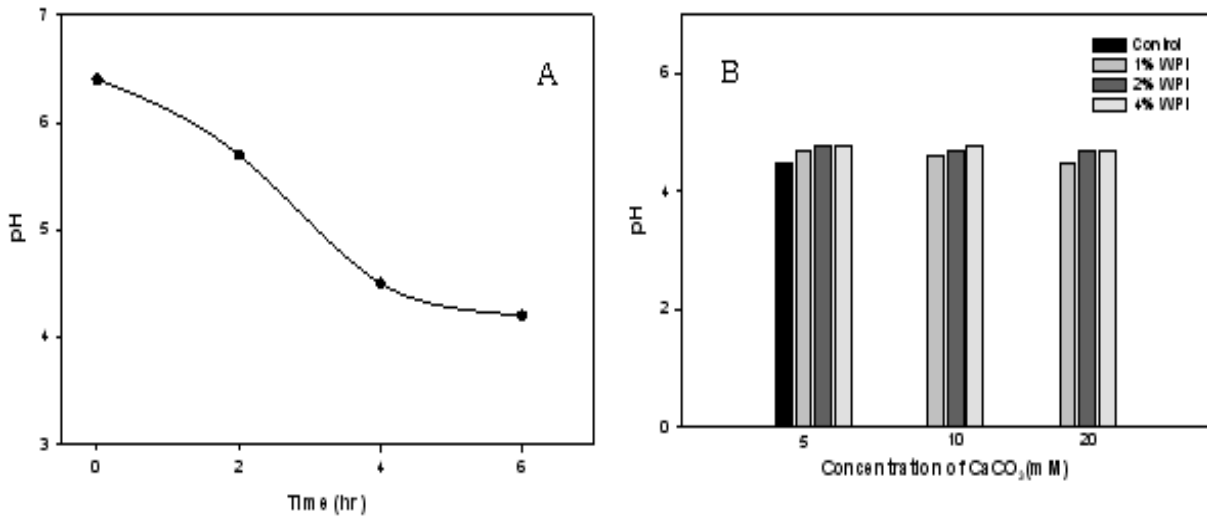 7
6
5
4
3
pH
0
2
4
6
Time (hr)
A
6
4
2
0
pH
B
Control
1% WPI
2% WPI
4% WPI
5
10
20
Concentration of CaCO₃(mM)